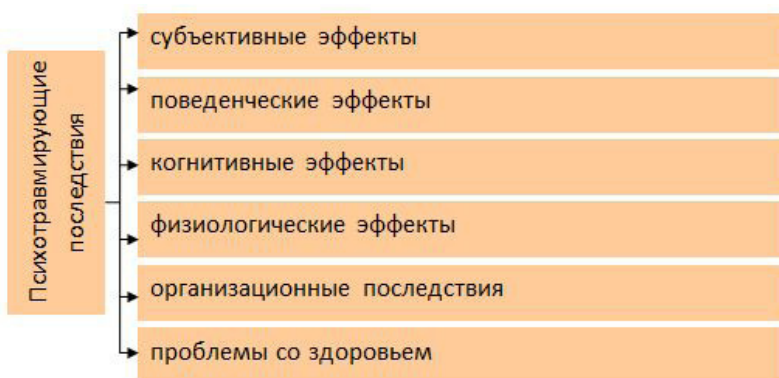 Психотравмирующие
последствия
субъективные эффекты
поведенческие эффекты
когнитивные эффекты
физиологические эффекты
организационные последствия
проблемы со здоровьем